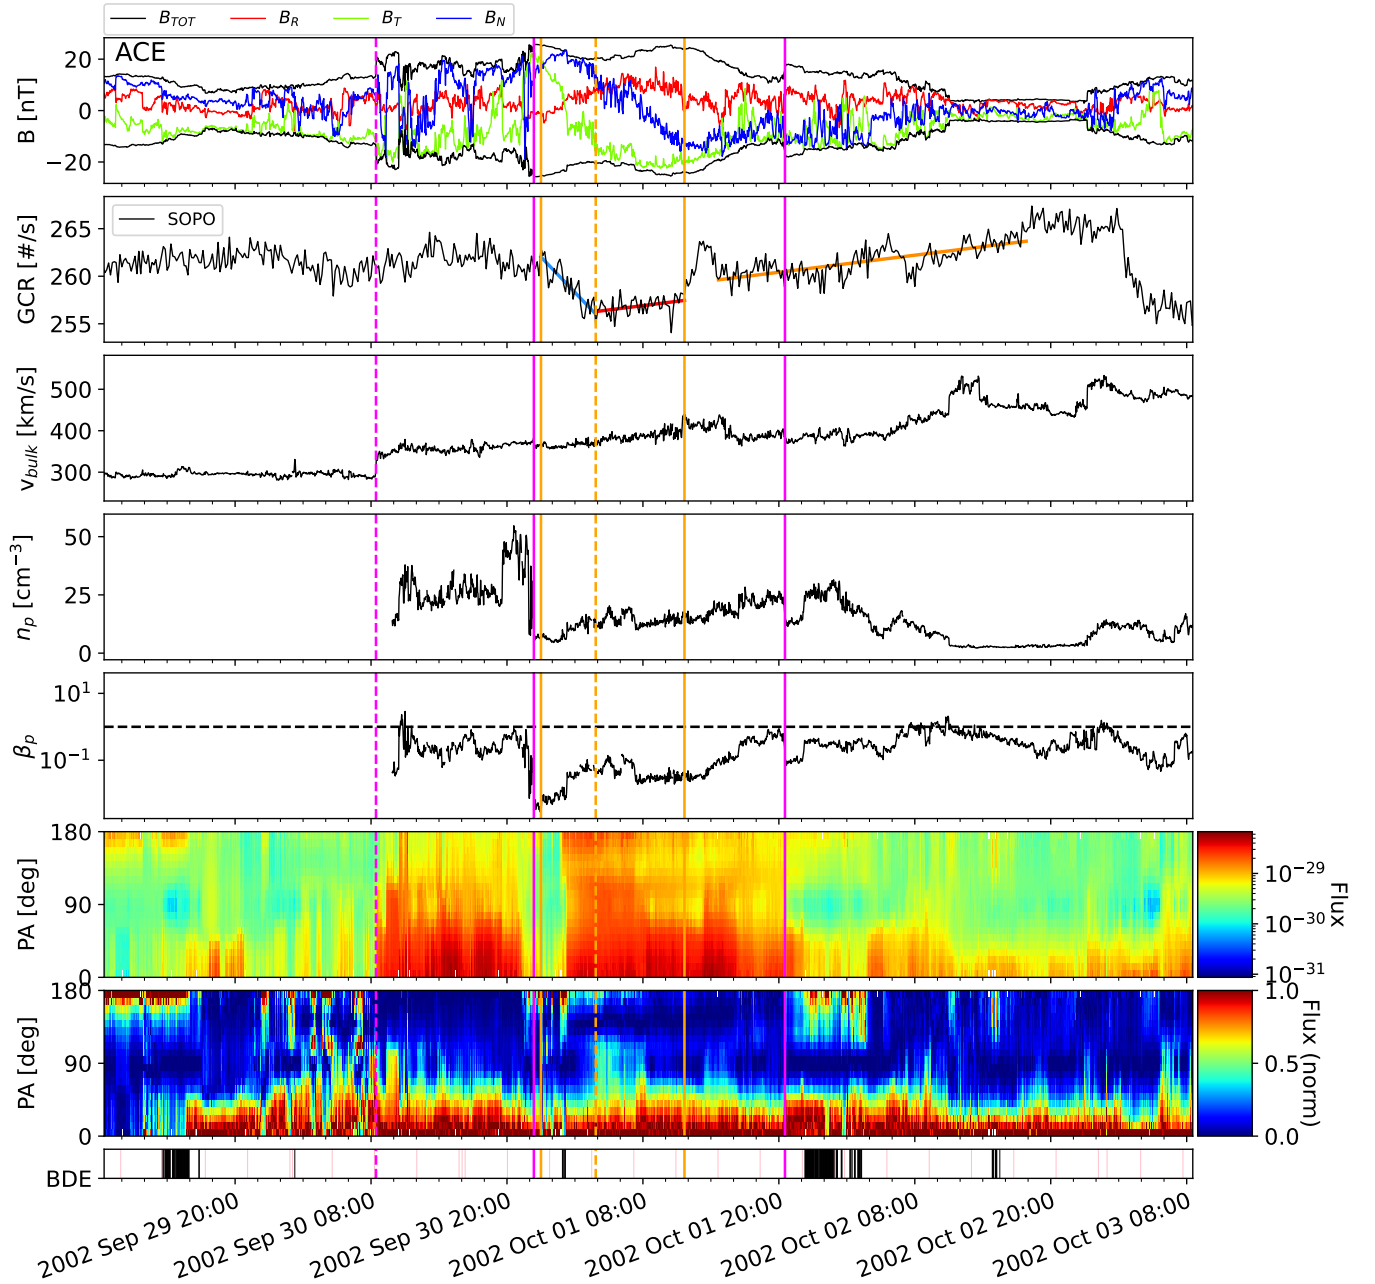 B_TOT B_R B_T B_N
ACE
B [nT]
20
0
−20
SOPO
GCR [#/s]
265
260
255
v_bulk [km/s]
500
400
300
n_p [cm^−3]
50
25
0
β_p
10^1
10^−1
PA [deg]
180
90
0
10^−29
10^−30
10^−31
Flux
PA [deg]
180
90
0
1.0
0.5
0.0
Flux (norm)
BDE
2002 Sep 29 20:00
2002 Sep 30 08:00
2002 Sep 30 20:00
2002 Oct 01 08:00
2002 Oct 01 20:00
2002 Oct 02 08:00
2002 Oct 02 20:00
2002 Oct 03 08:00